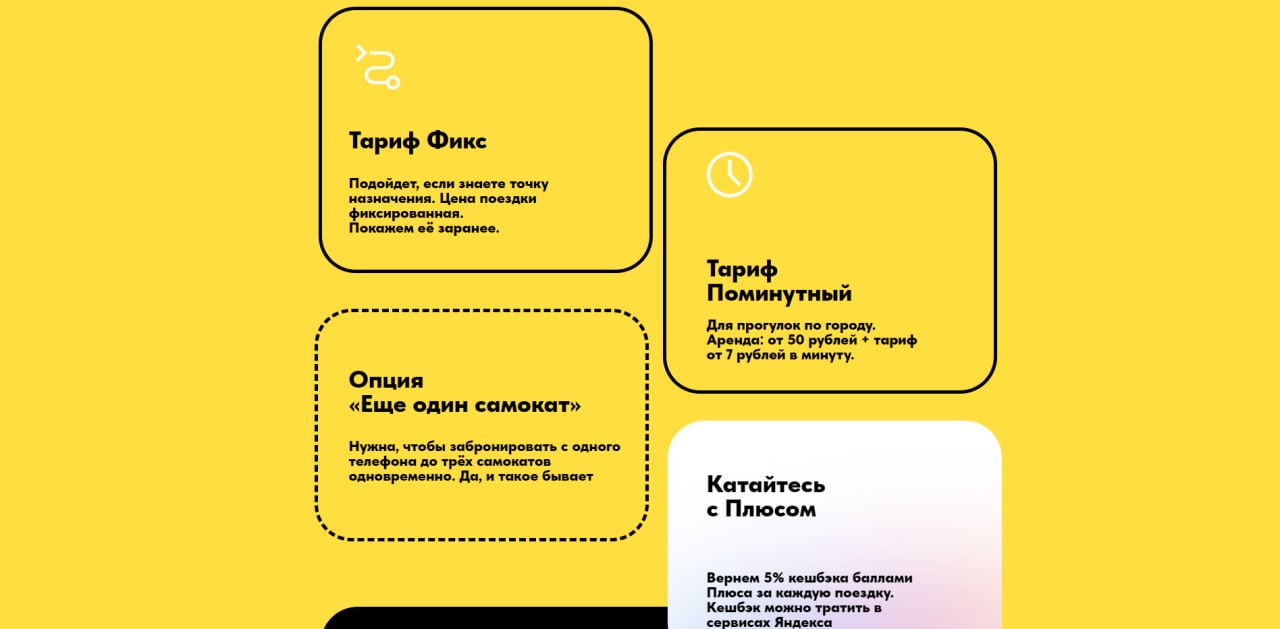 Тариф Фикс
Подойдет, если знаете точку
назначения. Цена поездки
фиксированная.
Покажем её заранее.
Тариф
Поминутный
Для прогулок по городу.
Аренда: от 50 рублей + тариф
от 7 рублей в минуту.
Опция
«Еще один самокат»
Нужна, чтобы забронировать с одного
телефона до трёх самокатов
одновременно. Да, и такое бывает
Катайтесь
с Плюсом
Вернем 5% кешбэка баллами
Плюса за каждую поездку.
Кешбэк можно тратить в
сервисах Яндекса